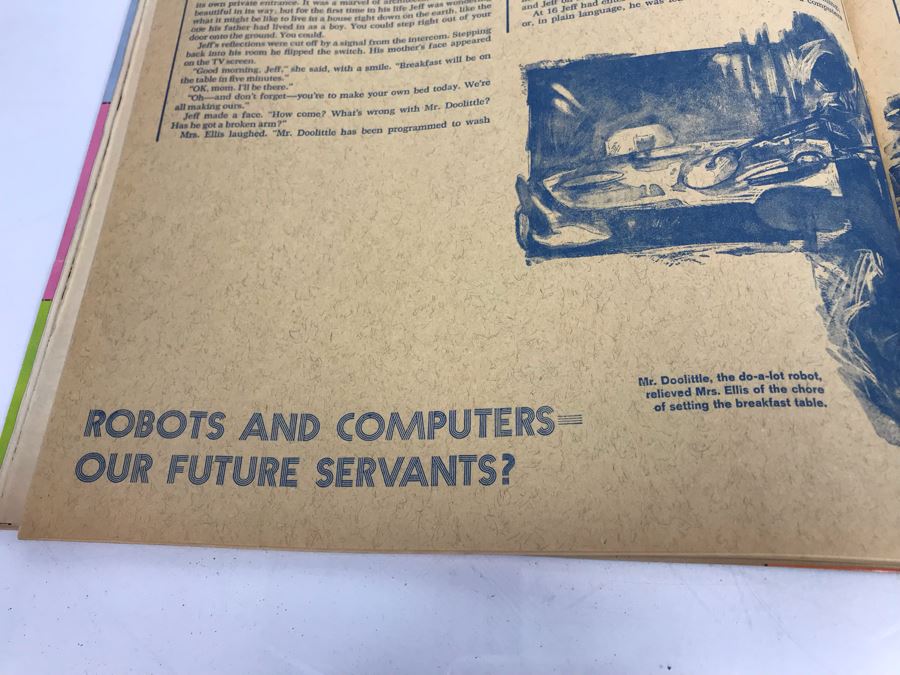 its own private entrance. It was a marvel of
beautiful in its way, but for the first time in his life Jeff was
what it might be like to live in a house right down on the earth, like the
one his father had lived in as a boy. You could step right out of your
door onto the ground. You could.
Jeff's reflections were cut off by a signal from the intercom. Stepping
back into his room he flipped the switch. His mother's face appeared
on the TV screen.
"Good morning, Jeff," she said, with a smile. "Breakfast will be on
the table in five minutes."
"OK, mom. I'll be there."
"Oh—and don't forget—you're to make your own bed today. We're
all making ours."
Jeff made a face. "How come? What's wrong with Mr. Doolittle?
Has he got a broken arm?"
Mrs. Ellis laughed. "Mr. Doolittle has been programmed to wash
and Jeff
At 16 Jeff had
or, in plain language, he was
Mr. Doolittle, the do-a-lot robot,
relieved Mrs. Ellis of the chore
of setting the breakfast table.
ROBOTS AND COMPUTERS=
OUR FUTURE SERVANTS?